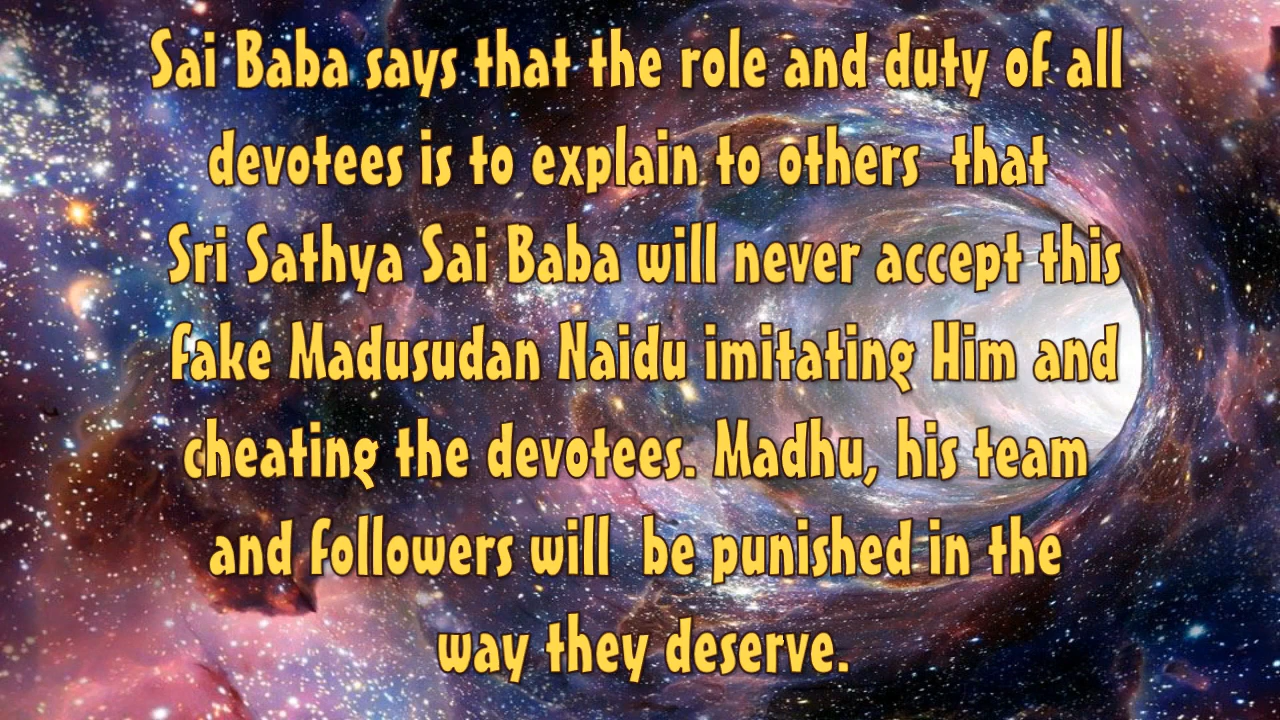 Sai Baba says that the role and duty of all
devotees is to explain to others  that
Sri Sathya Sai Baba will never accept this
fake Madusudan Naidu imitating Him and
cheating the devotees. Madhu, his team
and followers will  be punished in the
way they deserve.